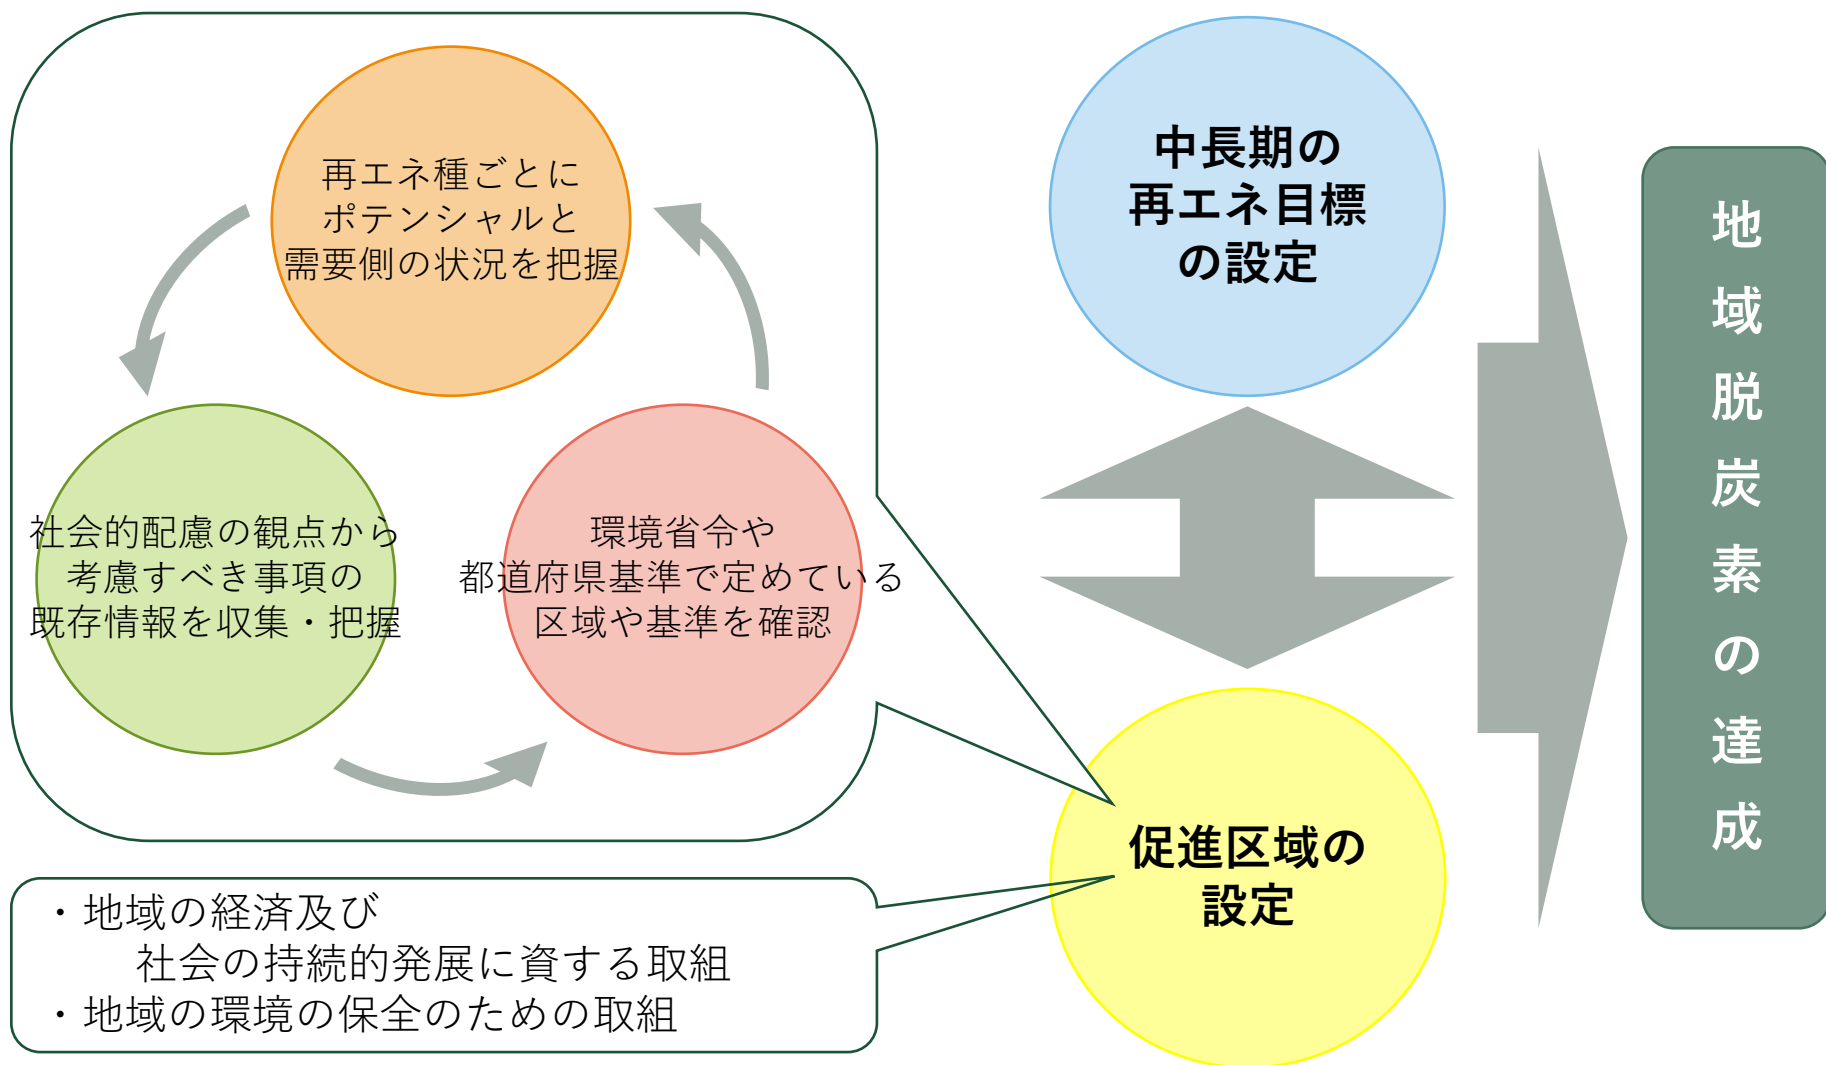 再エネ種ごとに
ポテンシャルと
需要側の状況を把握
社会的配慮の観点から
考慮すべき事項の
既存情報を収集・把握
環境省令や
都道府県基準で定めている
区域や基準を確認
・地域の経済及び
社会の持続的発展に資する取組
・地域の環境の保全のための取組
中長期の
再エネ目標
の設定
促進区域の
設定
地域脱炭素の達成